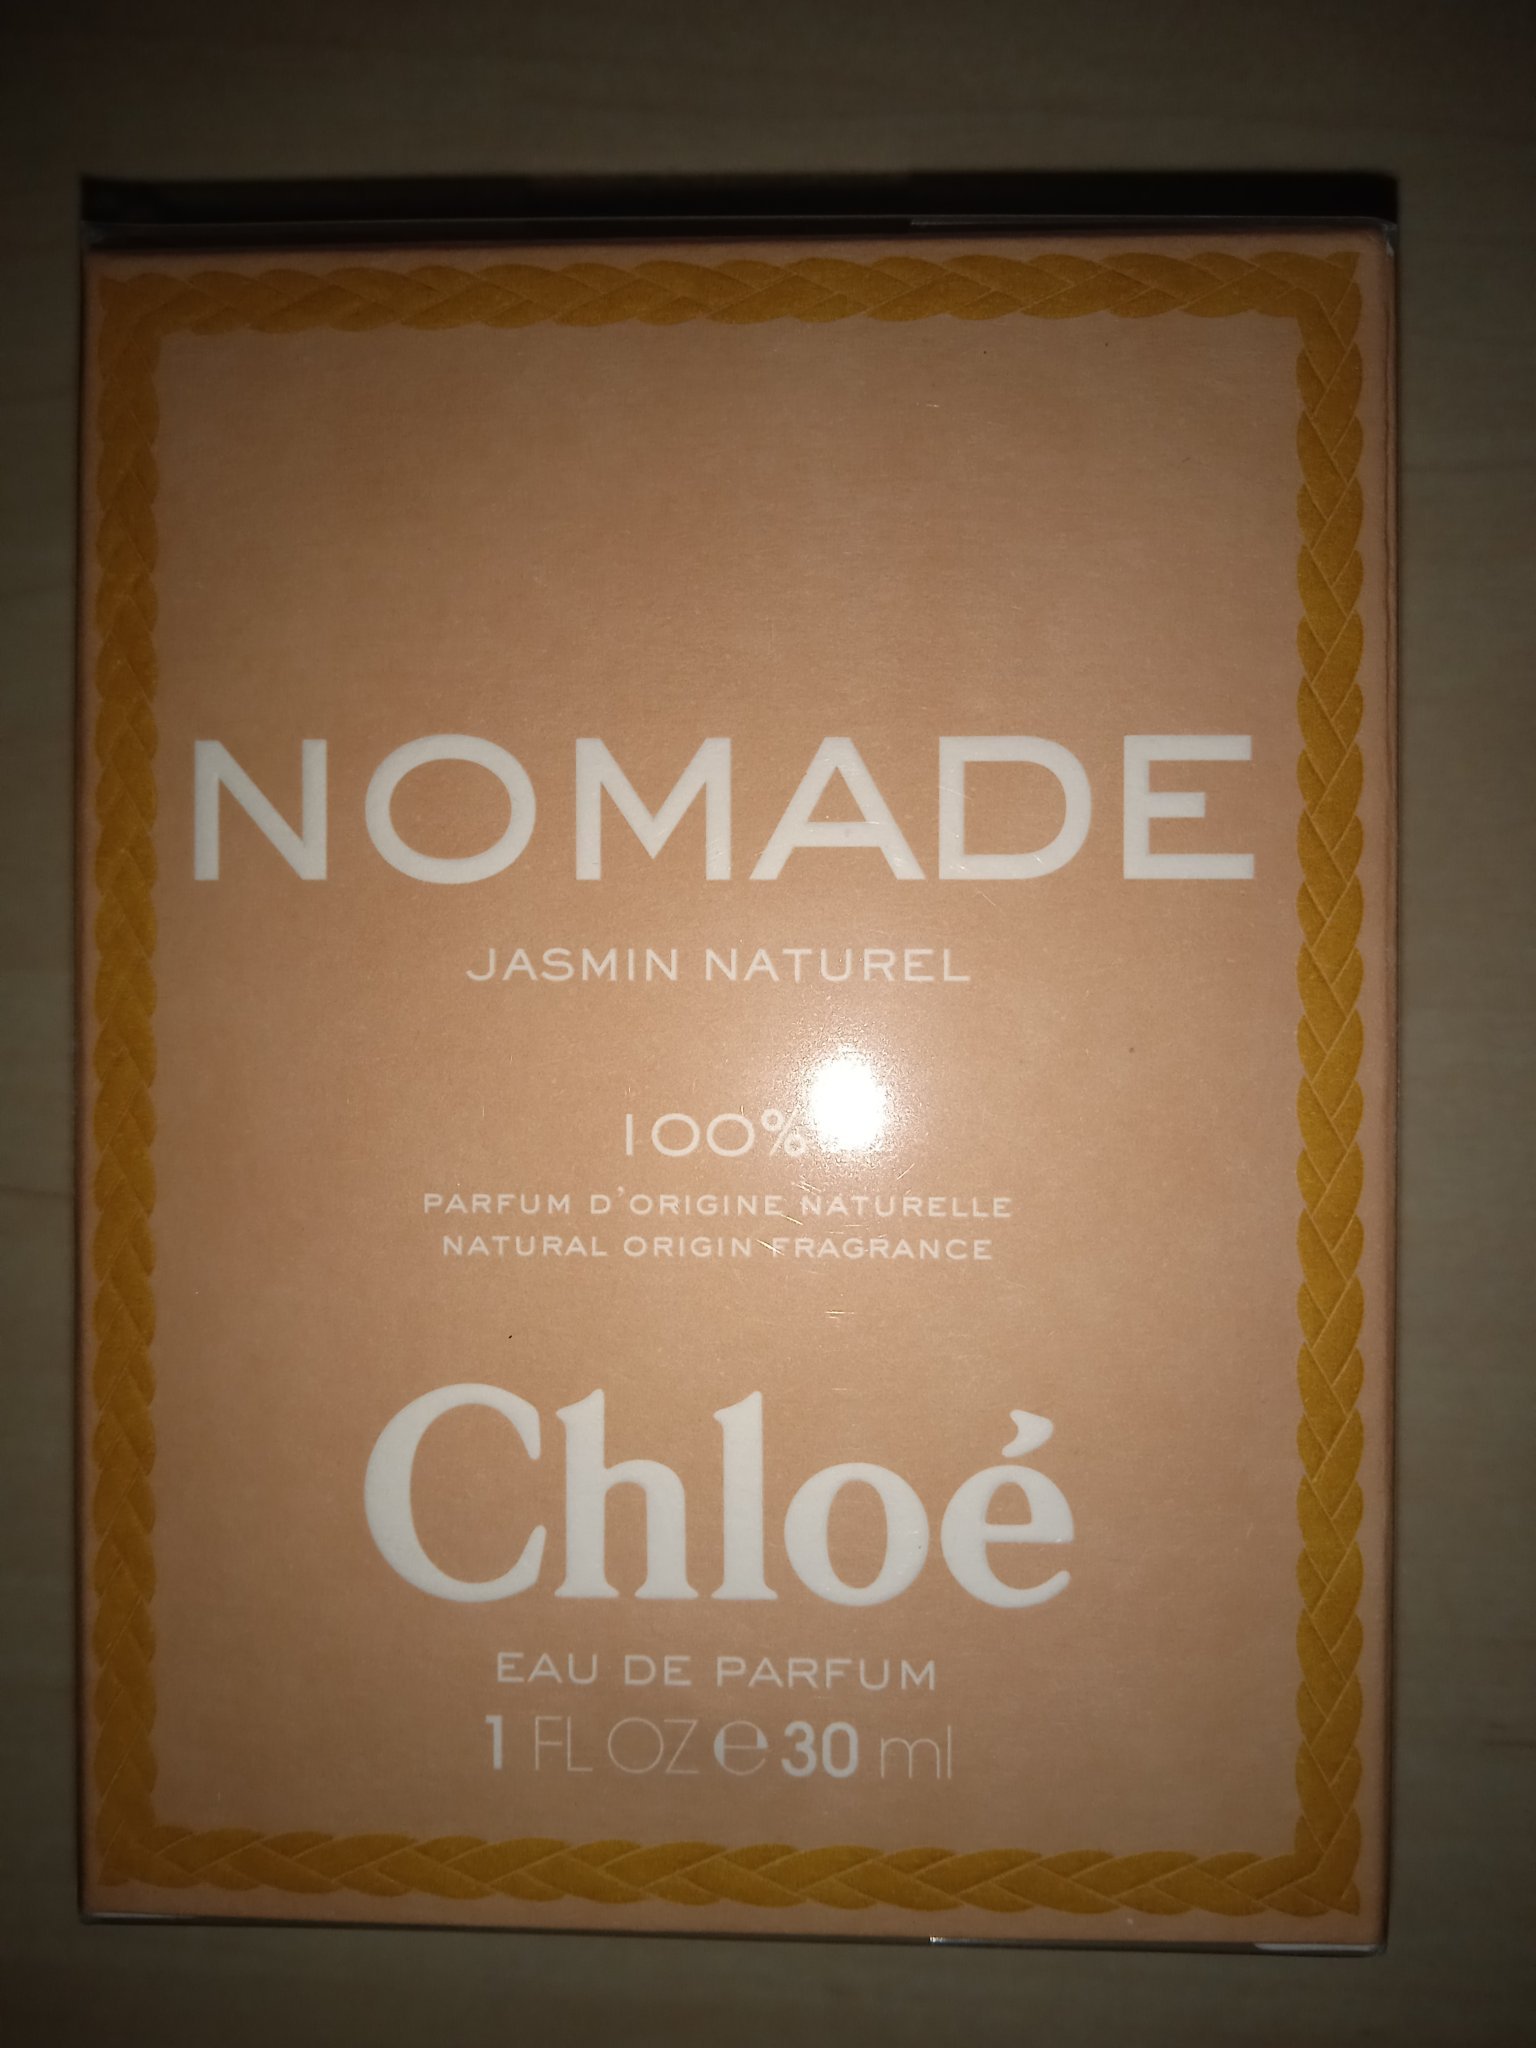 NOMADE
JASMIN NATUREL
100%
PARFUM D'ORIGINE NATURELLE
NATURAL ORIGIN FRAGRANCE
Chloé
EAU DE PARFUM
1 FL OZ e 30 ml